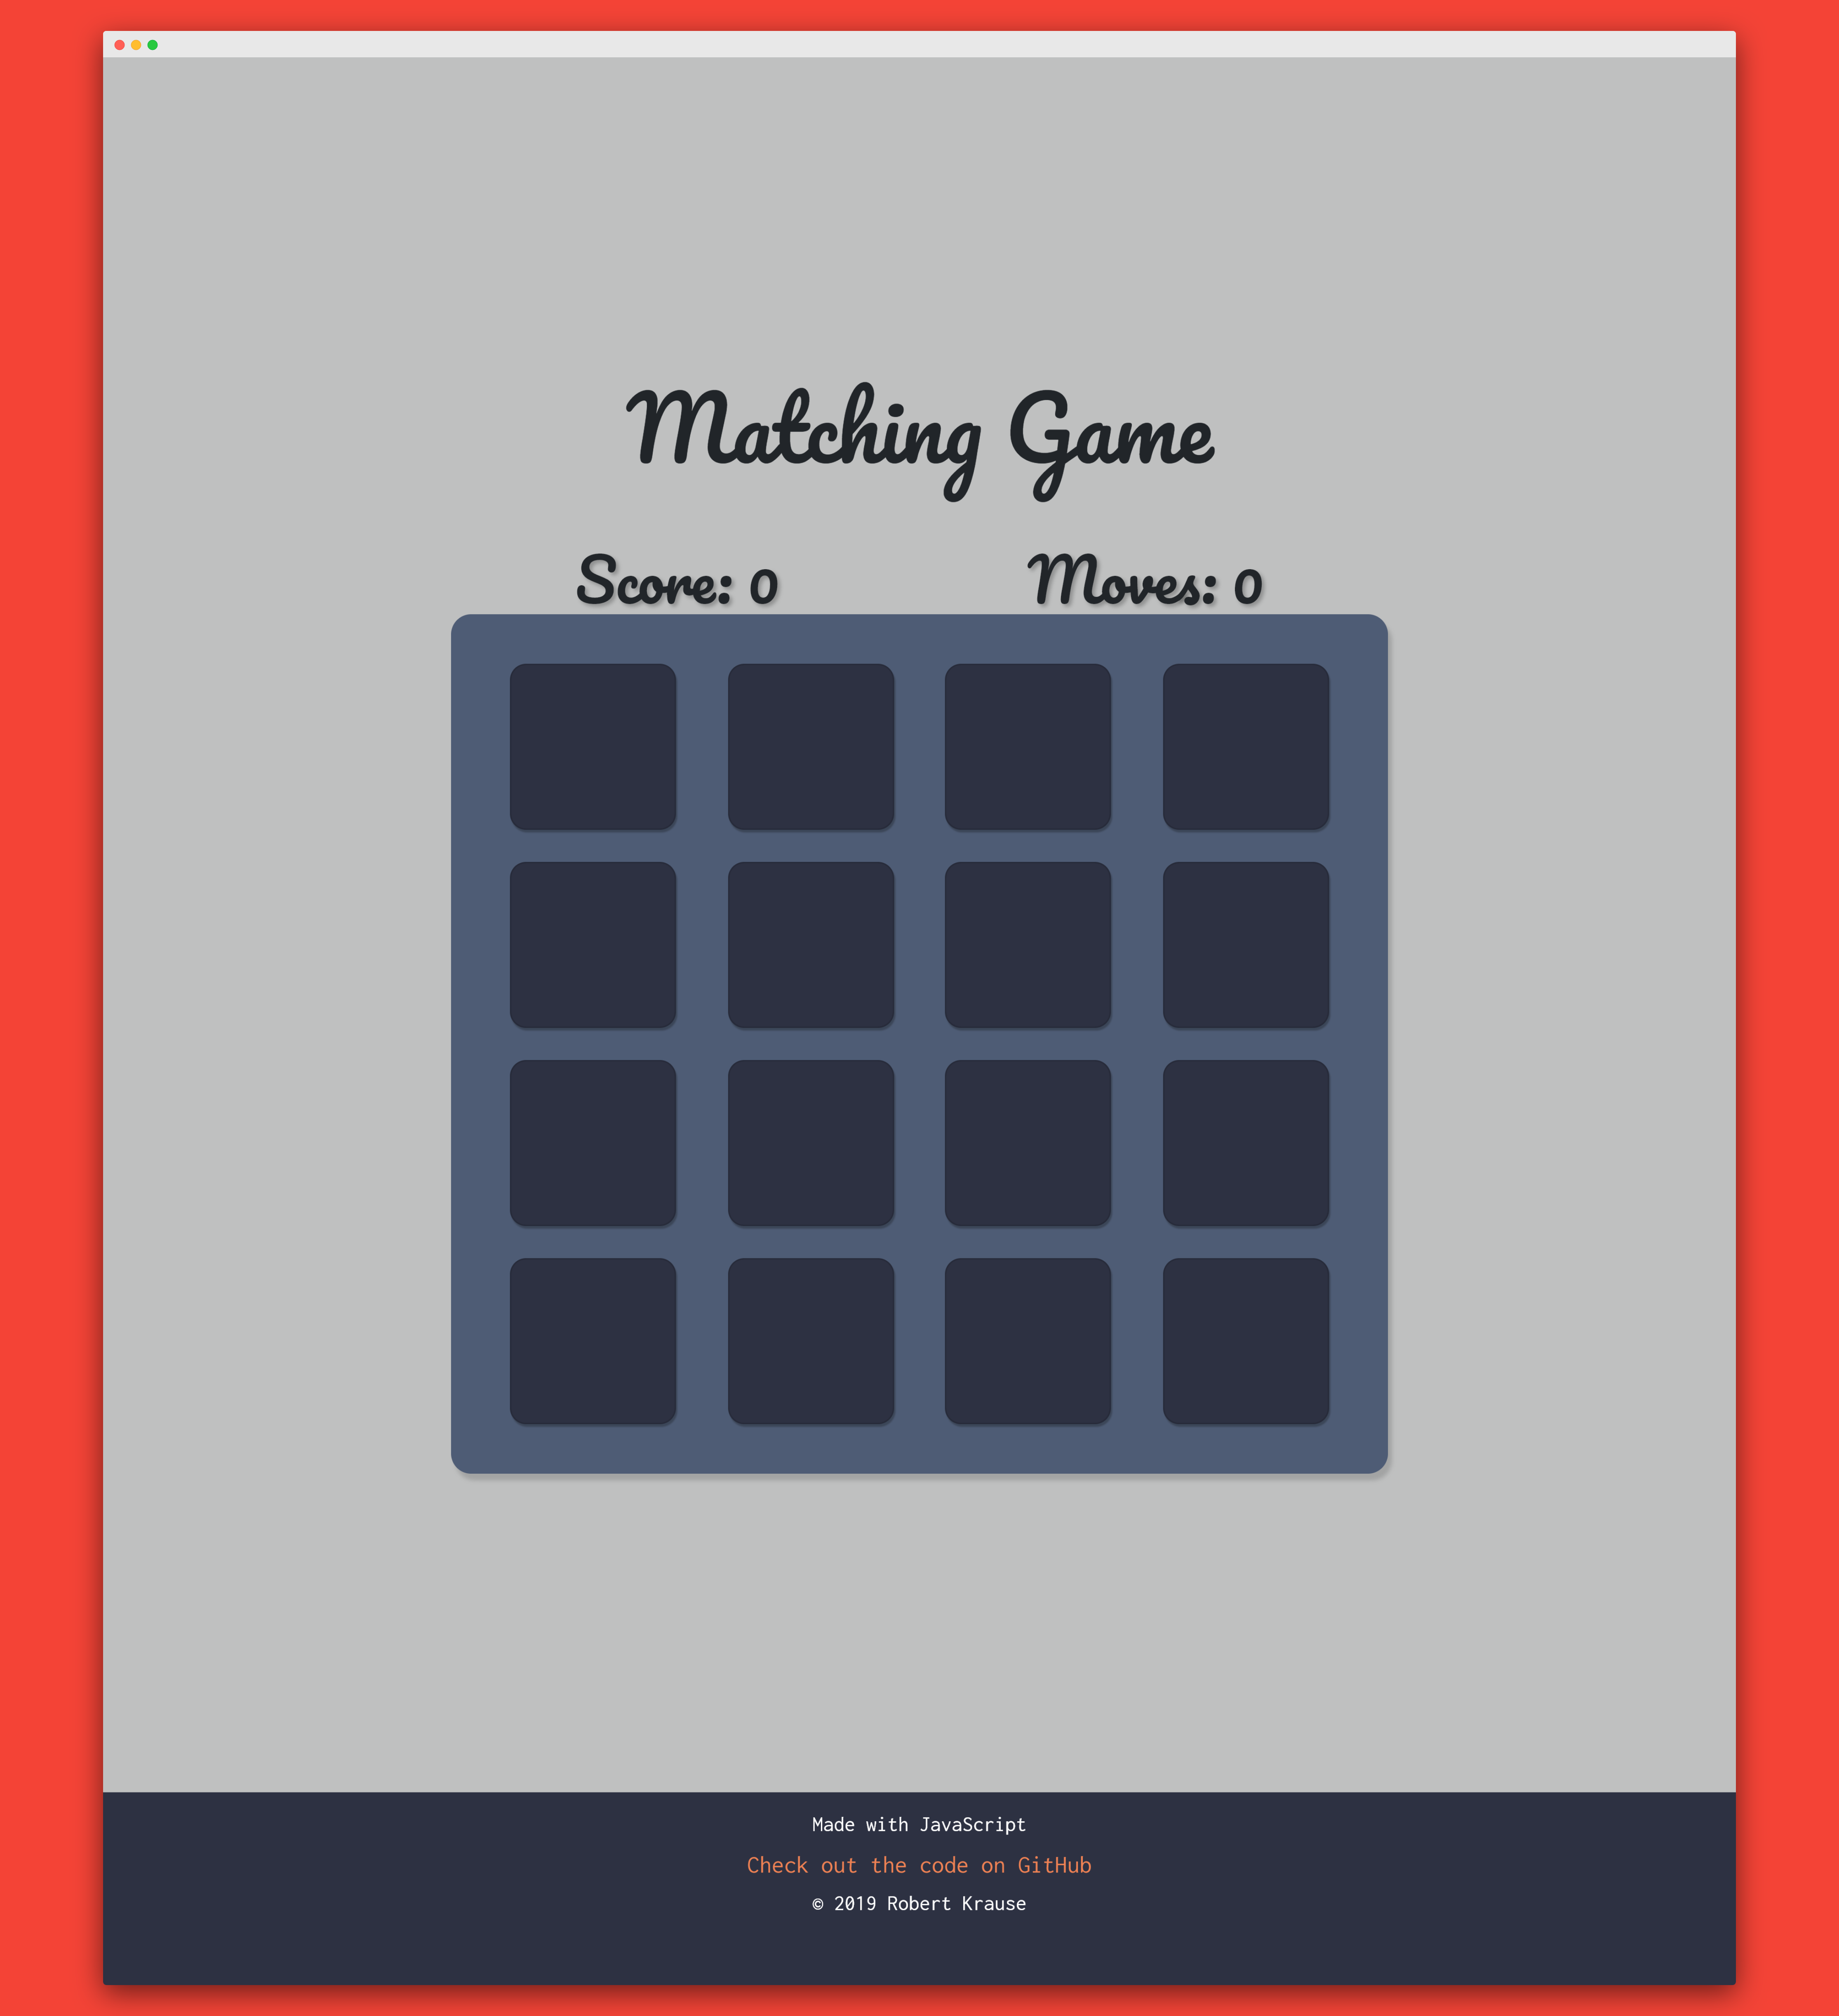 Matching Game
Score: 0 Moves: 0
Made with JavaScript
Check out the code on GitHub
© 2019 Robert Krause